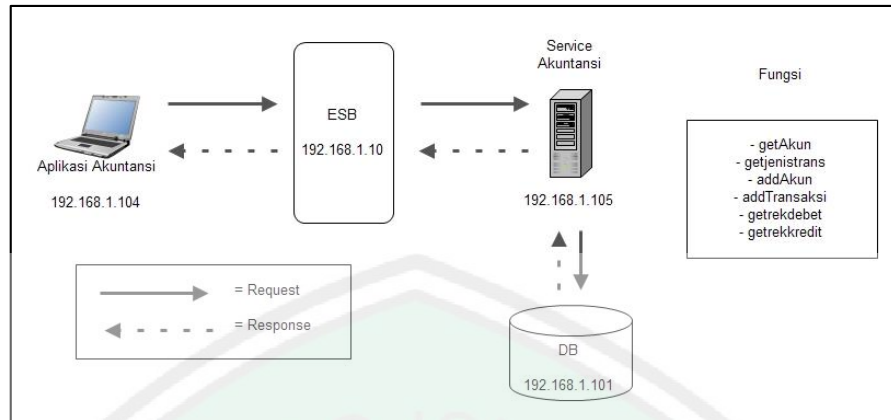 Service
Akuntansi
Fungsi
ESB
192.168.1.10
- getAkun
- getjenistrans
- addAkun
- addTransaksi
- getrekdebet
- getrekkredit
Aplikasi Akuntansi
192.168.1.104
192.168.1.105
= Request
= Response
DB
192.168.1.101